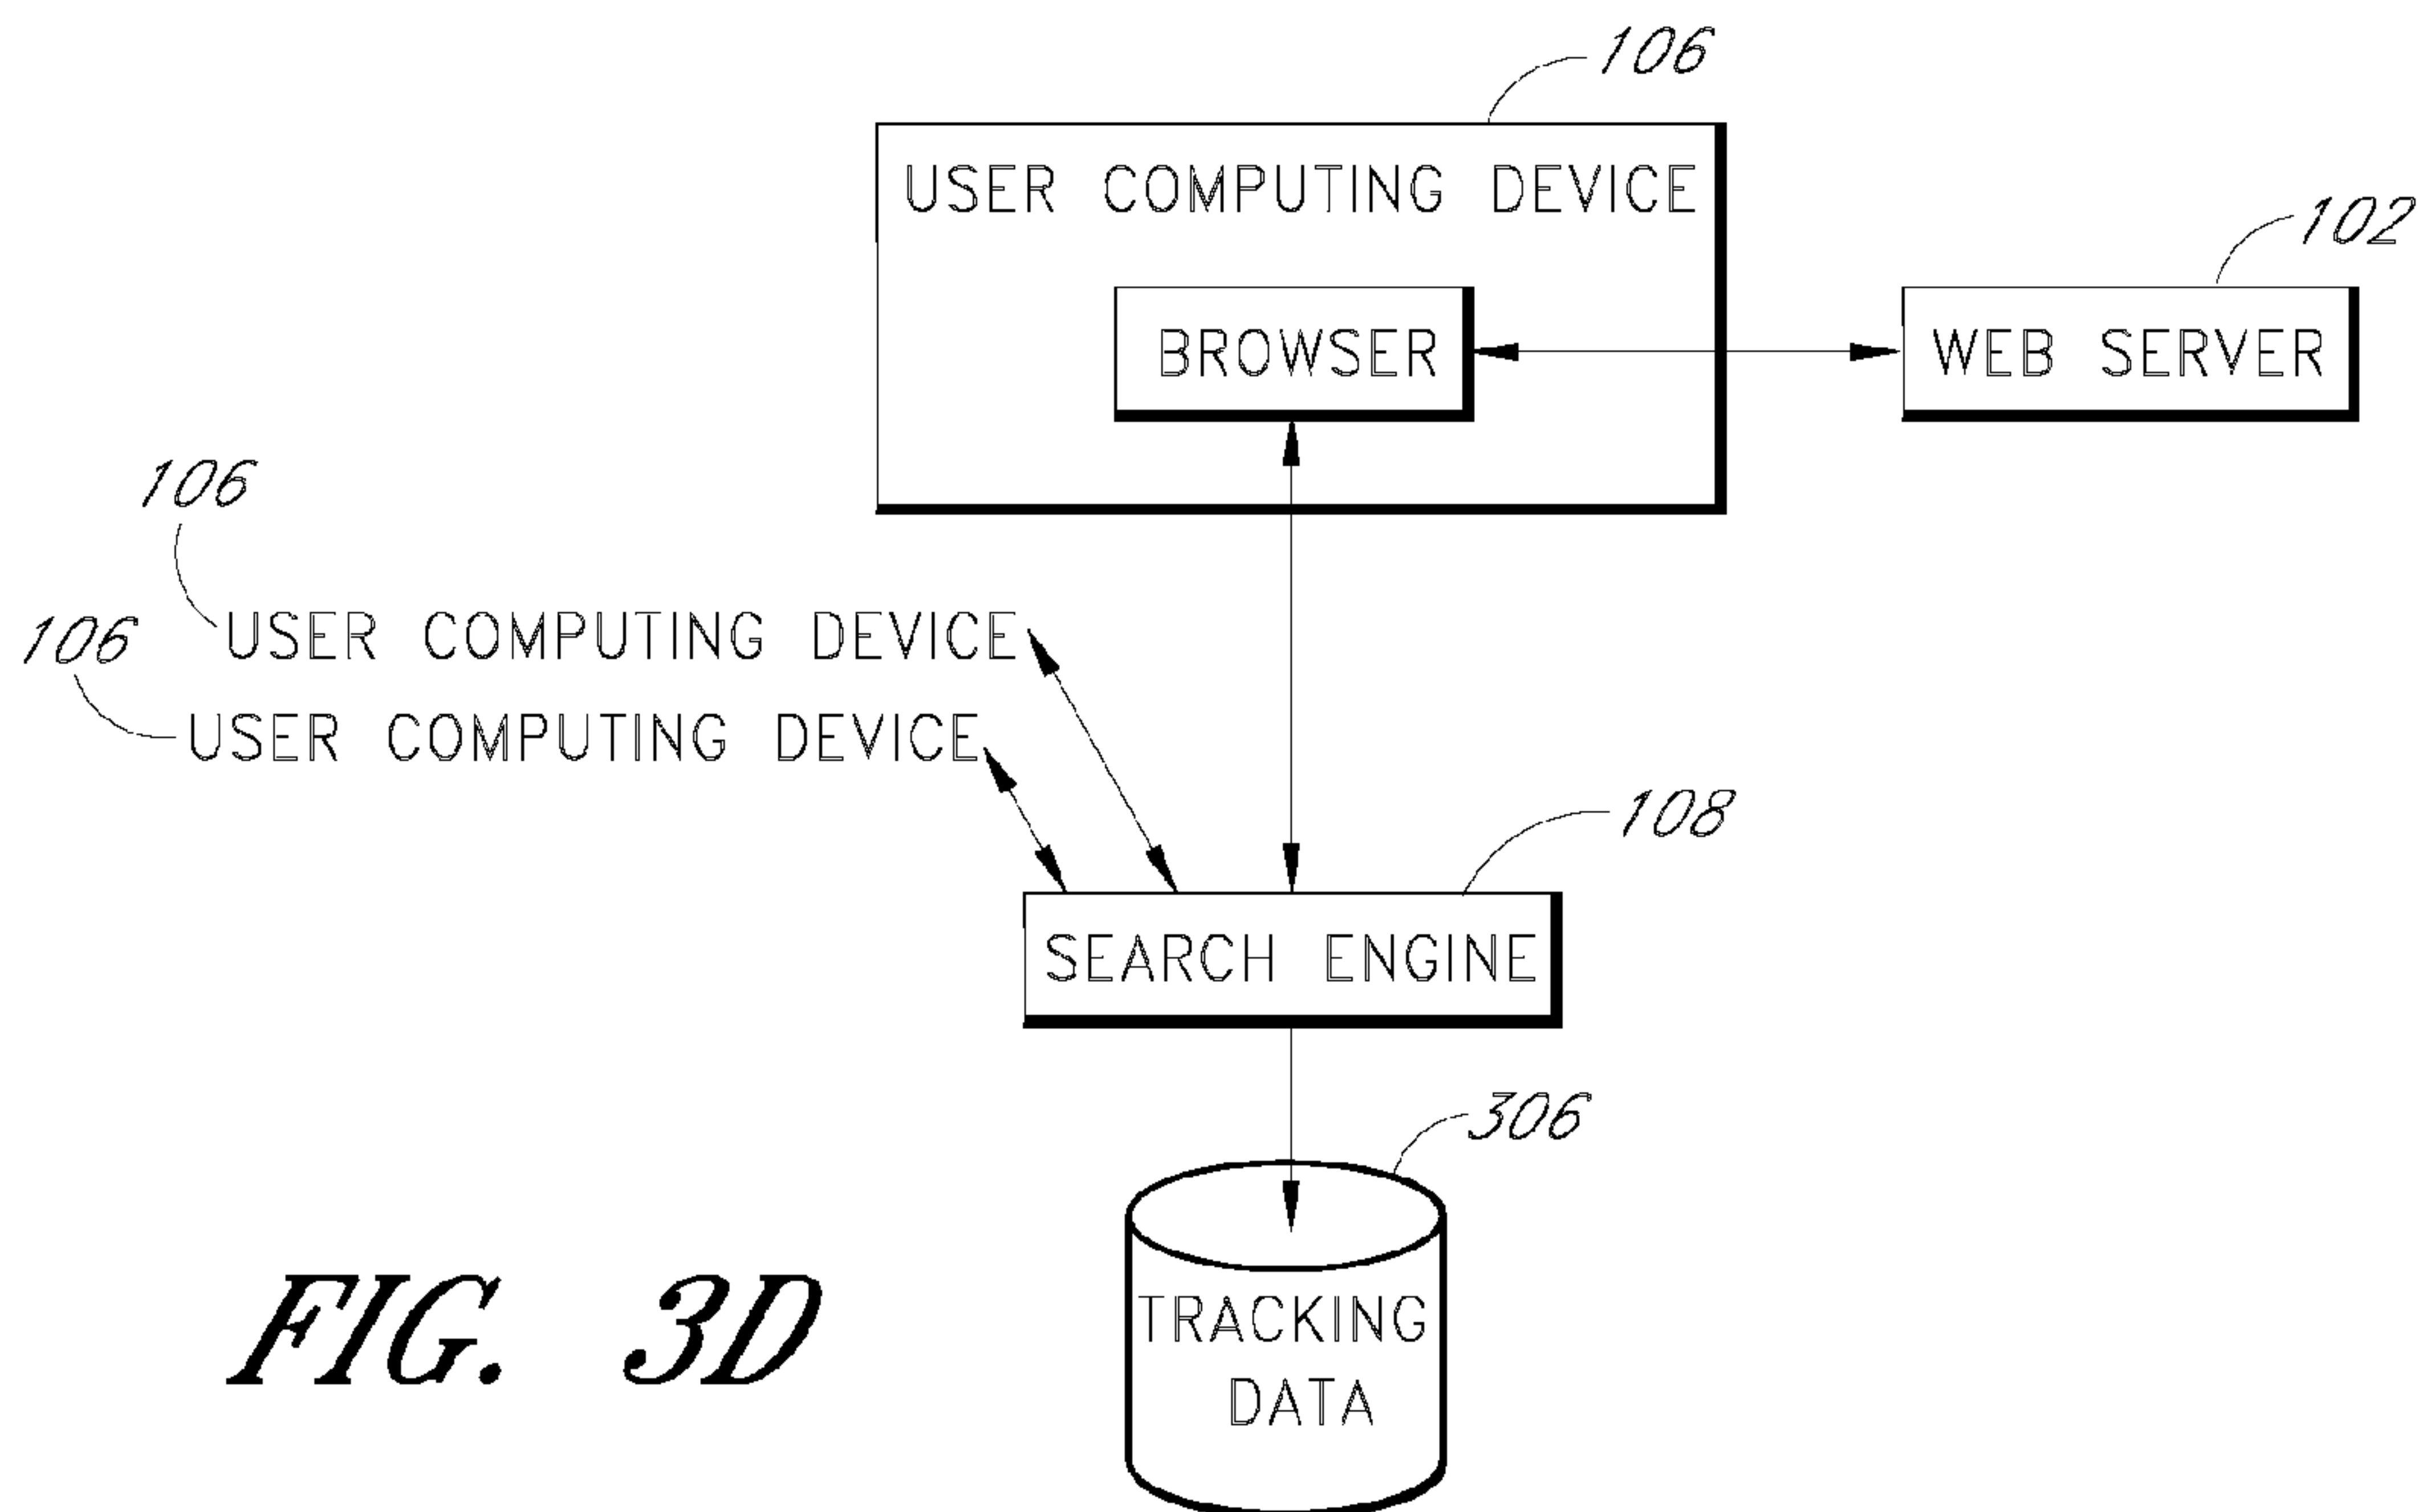 106
USER COMPUTING DEVICE
102
BROWSER
WEB SERVER
106
USER COMPUTING DEVICE
106
USER COMPUTING DEVICE
108
SEARCH ENGINE
306
TRACKING
DATA
FIG. 3D